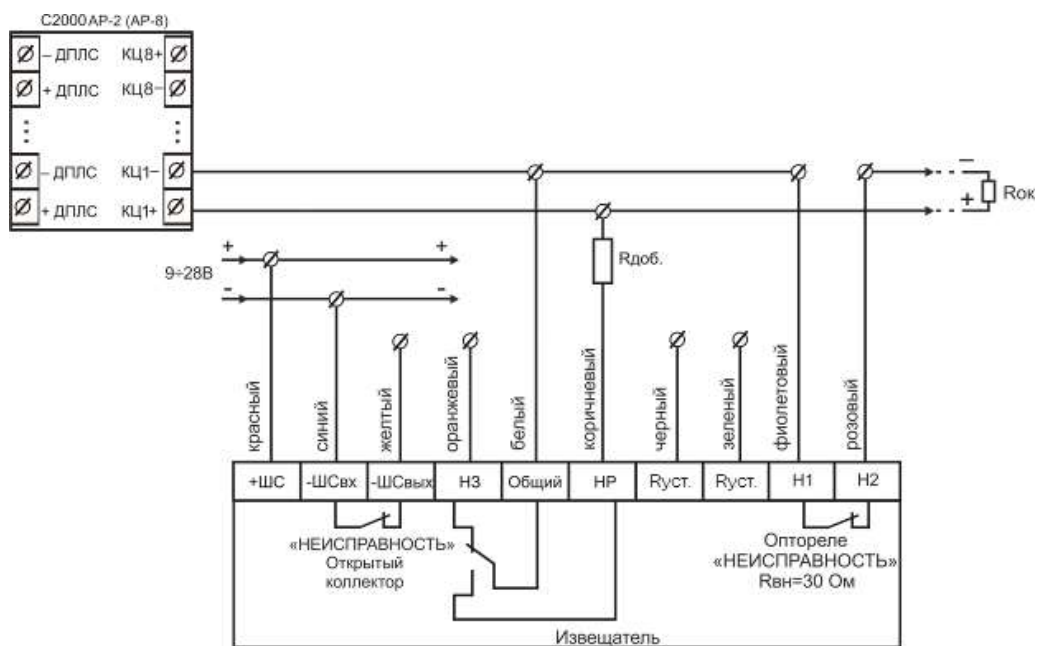 С2000 АР-2 (АР-8)
– ДПЛС КЦ8+
+ ДПЛС КЦ8–
– ДПЛС КЦ1–
+ ДПЛС КЦ1+
–
+
Rок
+ +
9÷28В
- -
Rдоб.
красный
синий
желтый
оранжевый
белый
коричневый
черный
зеленый
фиолетовый
розовый
+ШС -ШСвх -ШСвых НЗ Общий НР Rуст. Rуст. Н1 Н2
«НЕИСПРАВНОСТЬ»
Открытый
коллектор
Оптореле
«НЕИСПРАВНОСТЬ»
Rвн=30 Ом
Извещатель